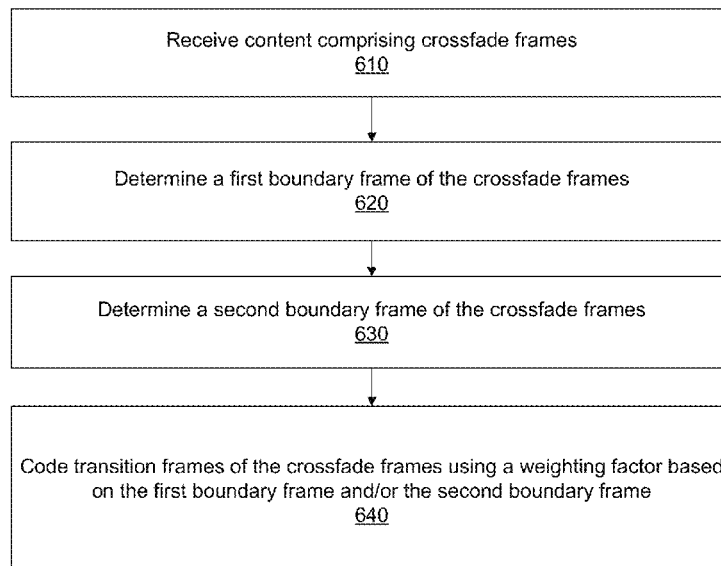 Receive content comprising crossfade frames
610
Determine a first boundary frame of the crossfade frames
620
Determine a second boundary frame of the crossfade frames
630
Code transition frames of the crossfade frames using a weighting factor based
on the first boundary frame and/or the second boundary frame
640